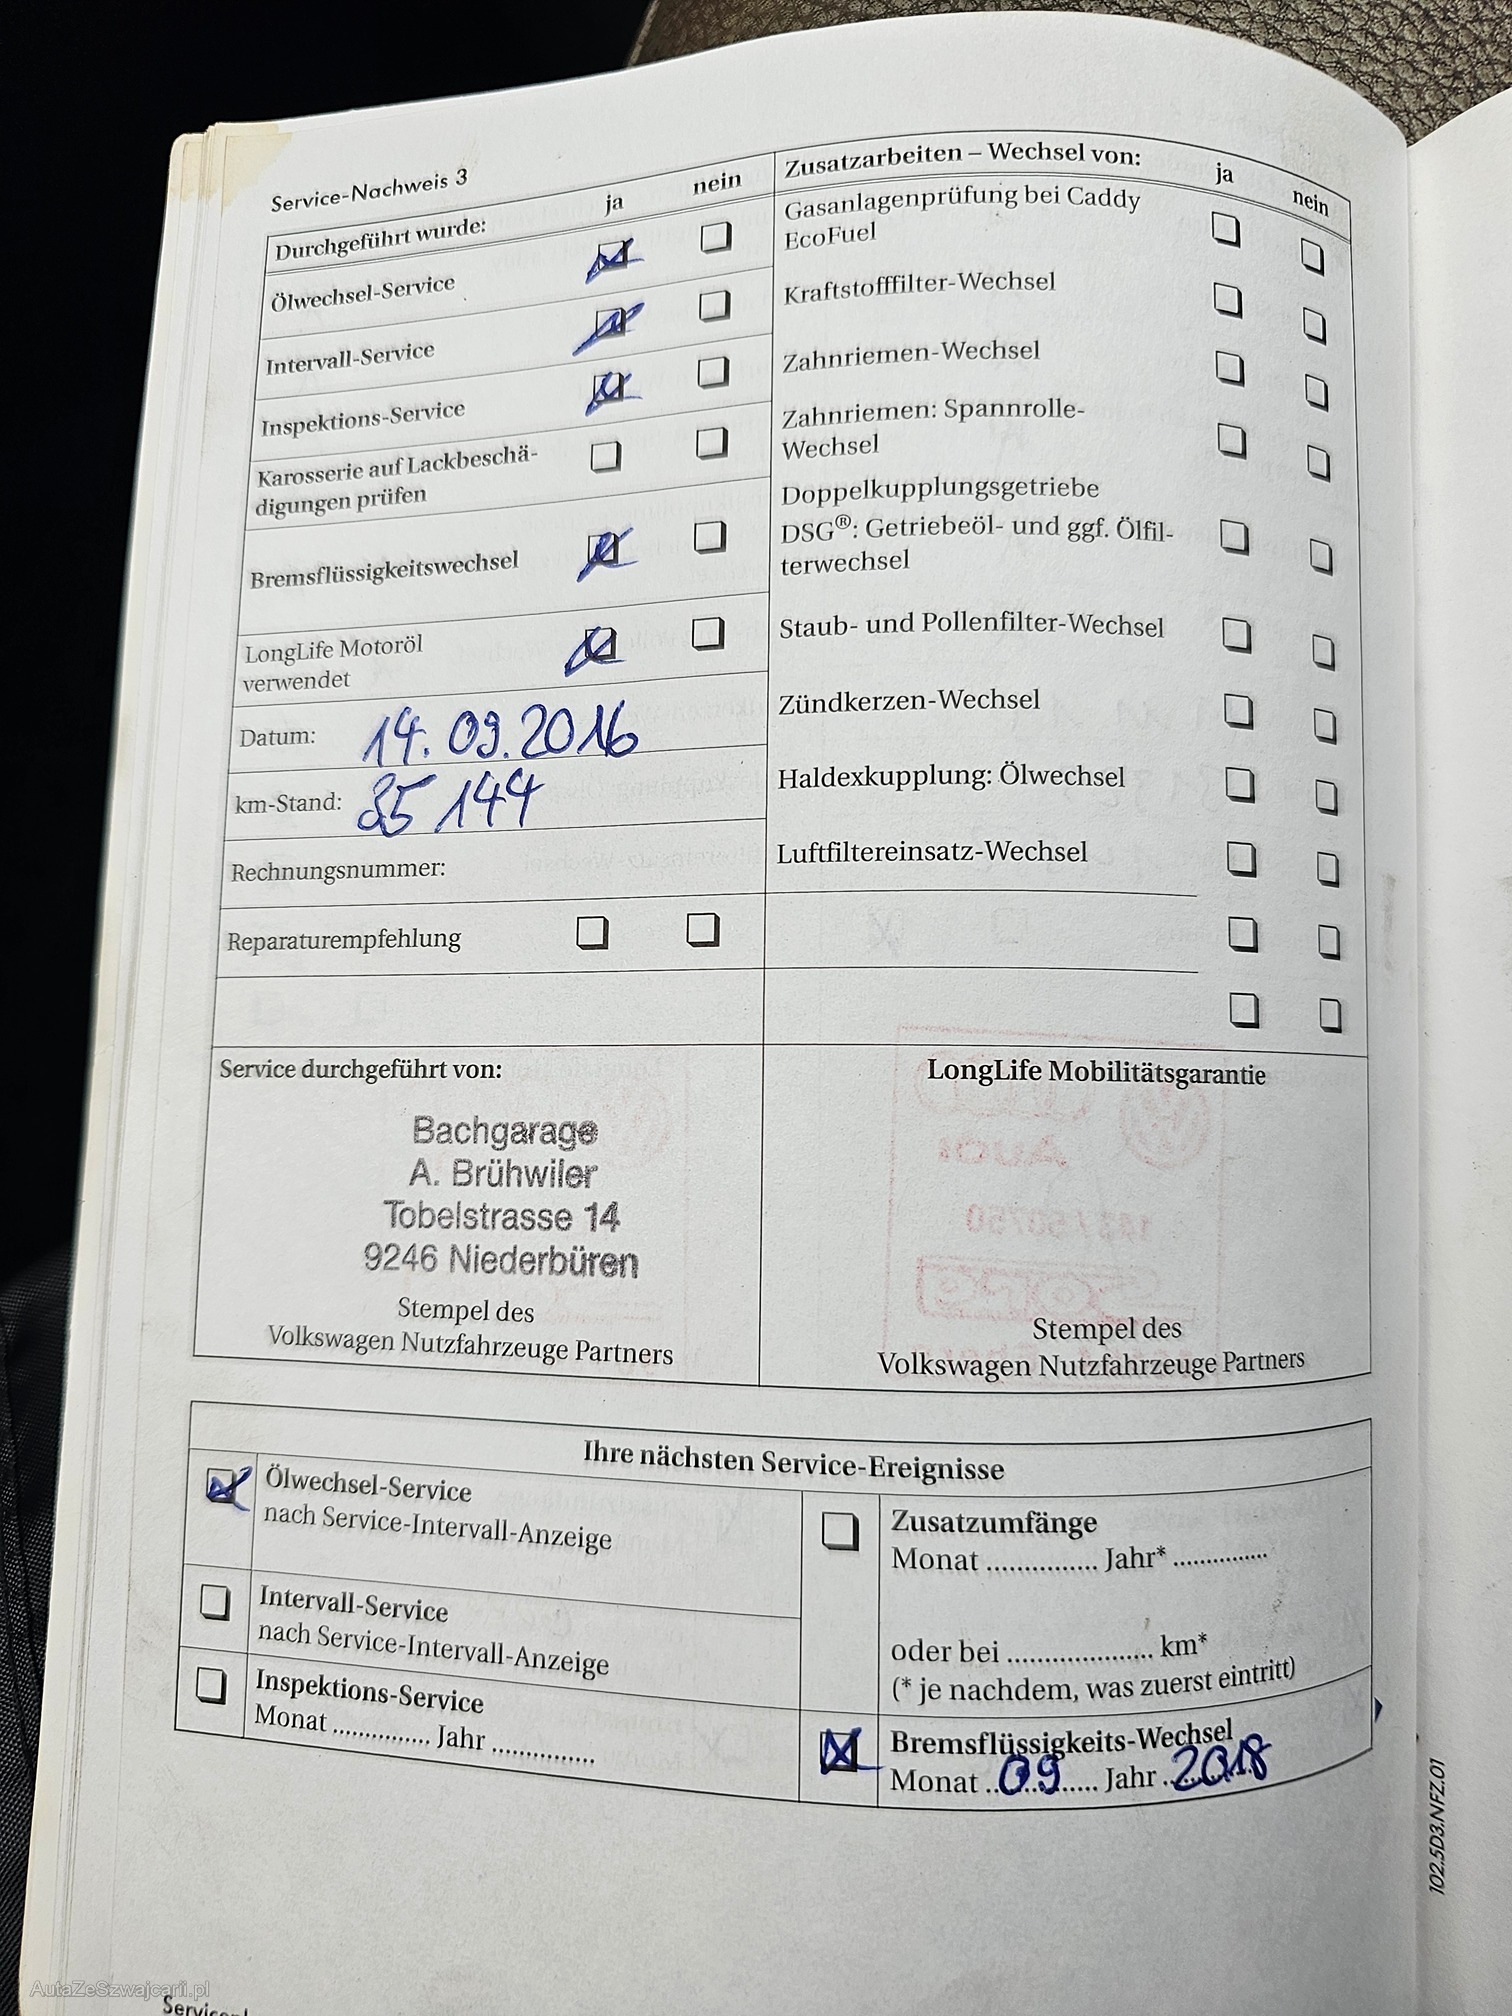 Service-Nachweis 3
Durchgeführt wurde: ja nein
Ölwechsel-Service
Intervall-Service
Inspektions-Service
Karosserie auf Lackbeschä-
digungen prüfen
Bremsflüssigkeitswechsel
LongLife Motoröl
verwendet
Datum: 14.09.2016
km-Stand: 85 144
Rechnungsnummer:
Reparaturempfehlung
Zusatzarbeiten – Wechsel von: ja nein
Gasanlagenprüfung bei Caddy
EcoFuel
Kraftstofffilter-Wechsel
Zahnriemen-Wechsel
Zahnriemen: Spannrolle-
Wechsel
Doppelkupplungsgetriebe
DSG®: Getriebeöl- und ggf. Ölfil-
terwechsel
Staub- und Pollenfilter-Wechsel
Zündkerzen-Wechsel
Haldexkupplung: Ölwechsel
Luftfiltereinsatz-Wechsel
Service durchgeführt von:
Bachgarage
A. Brühwiler
Tobelstrasse 14
9246 Niederbüren
Stempel des
Volkswagen Nutzfahrzeuge Partners
LongLife Mobilitätsgarantie
Stempel des
Volkswagen Nutzfahrzeuge Partners
Ihre nächsten Service-Ereignisse
Ölwechsel-Service
nach Service-Intervall-Anzeige
Intervall-Service
nach Service-Intervall-Anzeige
Inspektions-Service
Monat .............. Jahr ..............
Zusatzumfänge
Monat ............... Jahr* .............
oder bei .................... km*
(* je nachdem, was zuerst eintritt)
Bremsflüssigkeits-Wechsel
Monat ..09..... Jahr ..2018
102.5D3.NFZ.01
AutaZeSzwajcarii.pl